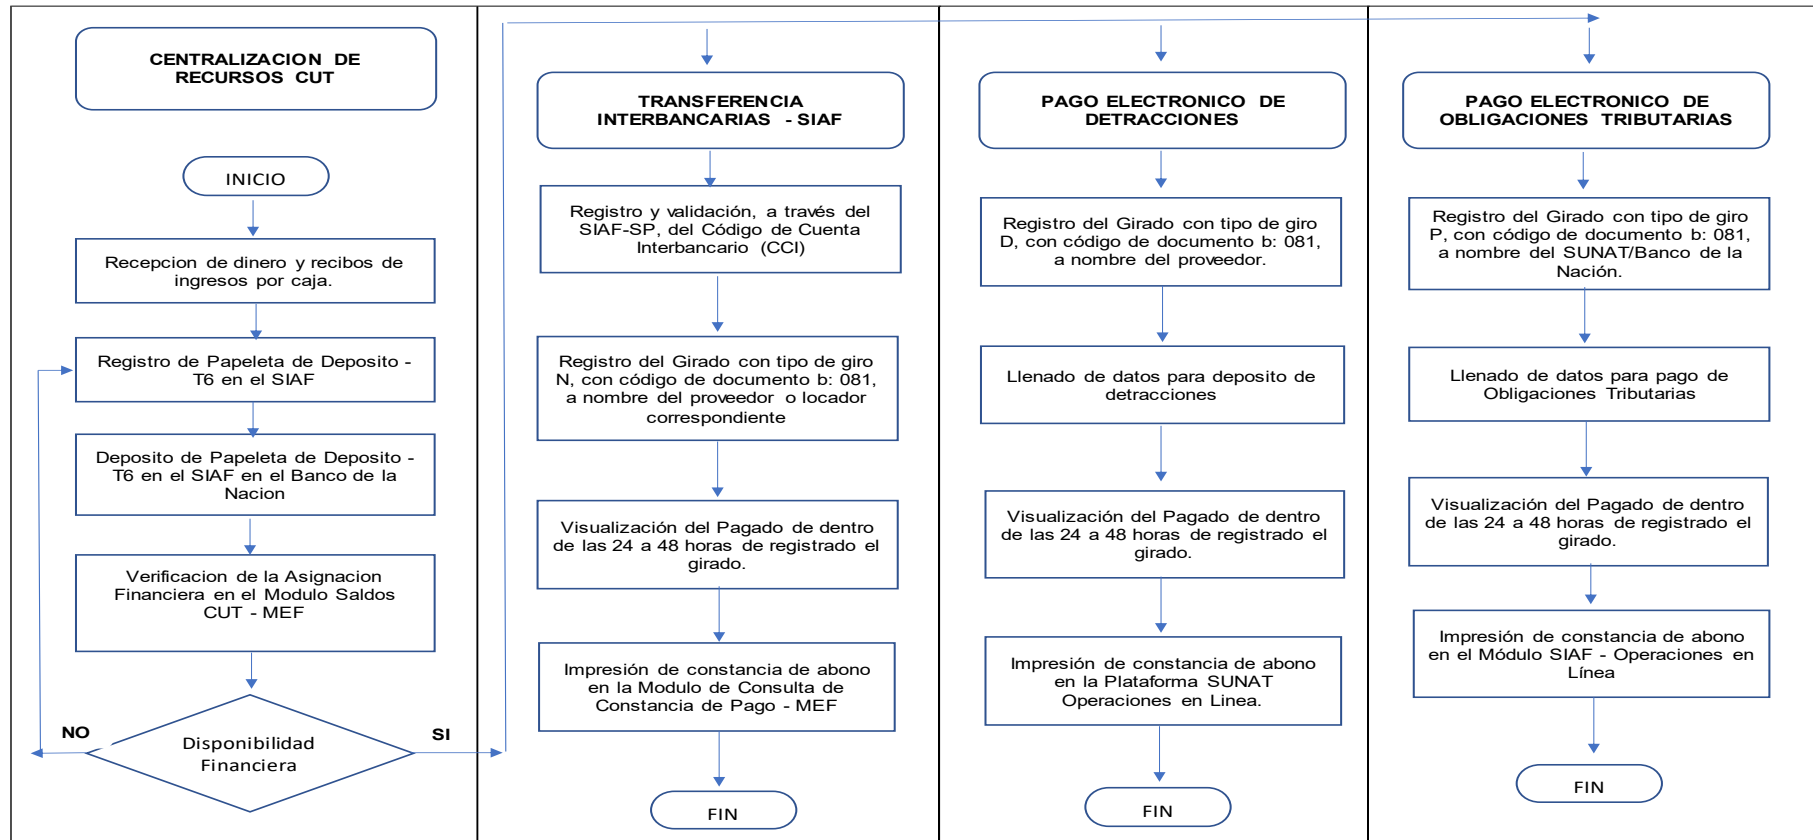 CENTRALIZACION DE
RECURSOS CUT
INICIO
Recepcion de dinero y recibos de
ingresos por caja.
Registro de Papeleta de Deposito -
T6 en el SIAF
Deposito de Papeleta de Deposito -
T6 en el SIAF en el Banco de la
Nacion
Verificacion de la Asignacion
Financiera en el Modulo Saldos
CUT - MEF
NO
Disponibilidad
Financiera
SI
TRANSFERENCIA
INTERBANCARIAS - SIAF
Registro y validación, a través del
SIAF-SP, del Código de Cuenta
Interbancario (CCI)
Registro del Girado con tipo de giro
N, con código de documento b: 081,
a nombre del proveedor o locador
correspondiente
Visualización del Pagado de dentro
de las 24 a 48 horas de registrado el
girado.
Impresión de constancia de abono
en la Modulo de Consulta de
Constancia de Pago - MEF
FIN
PAGO ELECTRONICO DE
DETRACCIONES
Registro del Girado con tipo de giro
D, con código de documento b: 081,
a nombre del proveedor.
Llenado de datos para deposito de
detracciones
Visualización del Pagado de dentro
de las 24 a 48 horas de registrado el
girado.
Impresión de constancia de abono
en la Plataforma SUNAT
Operaciones en Linea.
FIN
PAGO ELECTRONICO DE
OBLIGACIONES TRIBUTARIAS
Registro del Girado con tipo de giro
P, con código de documento b: 081,
a nombre del SUNAT/Banco de la
Nación.
Llenado de datos para pago de
Obligaciones Tributarias
Visualización del Pagado de dentro
de las 24 a 48 horas de registrado el
girado.
Impresión de constancia de abono
en el Módulo SIAF - Operaciones en
Línea
FIN